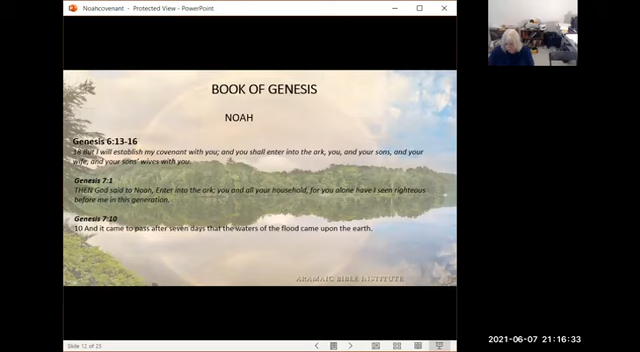 Noahcovenant - Protected View - PowerPoint
BOOK OF GENESIS
NOAH
Genesis 6:13-16
18 But I will establish my covenant with you; and you shall enter into the ark, you, and your sons, and your
wife, and your sons' wives with you.
Genesis 7:1
THEN God said to Noah, Enter into the ark; you and all your household, for you alone have I seen righteous
before me in this generation.
Genesis 7:10
10 And it came to pass after seven days that the waters of the flood came upon the earth.
ARAMAIC BIBLE INSTITUTE
Slide 12 of 25
2021-06-07 21:16:33